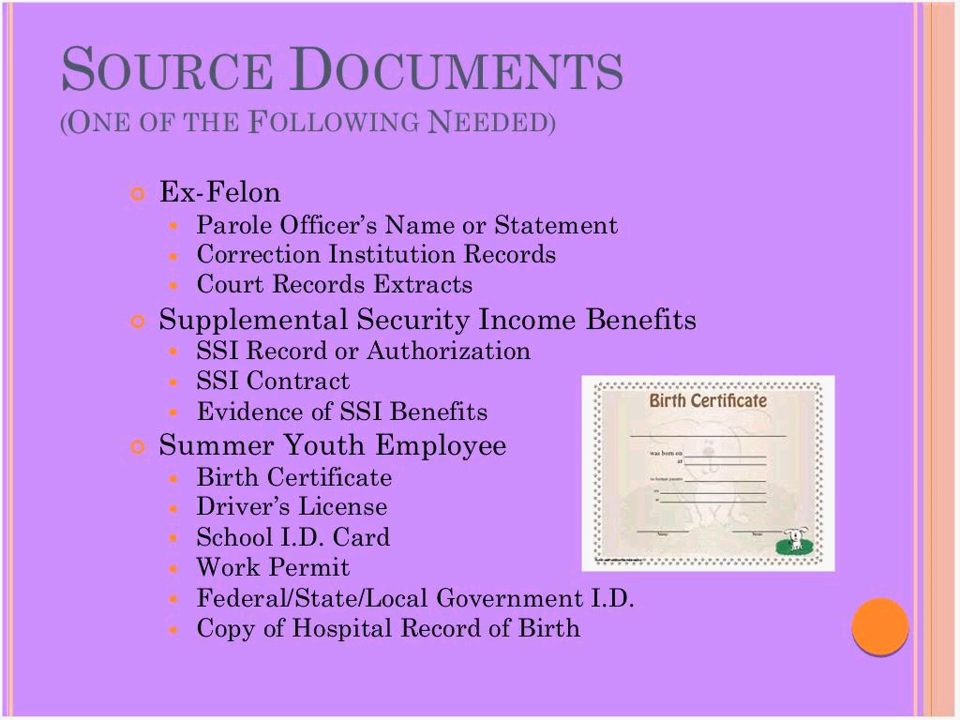 SOURCE DOCUMENTS
(ONE OF THE FOLLOWING NEEDED)
Ex-Felon
Parole Officer's Name or Statement
Correction Institution Records
Court Records Extracts
Supplemental Security Income Benefits
SSI Record or Authorization
SSI Contract
Evidence of SSI Benefits
Summer Youth Employee
Birth Certificate
Driver's License
School I.D. Card
Work Permit
Federal/State/Local Government I.D.
Copy of Hospital Record of Birth
Birth Certificate
was born on
at
on